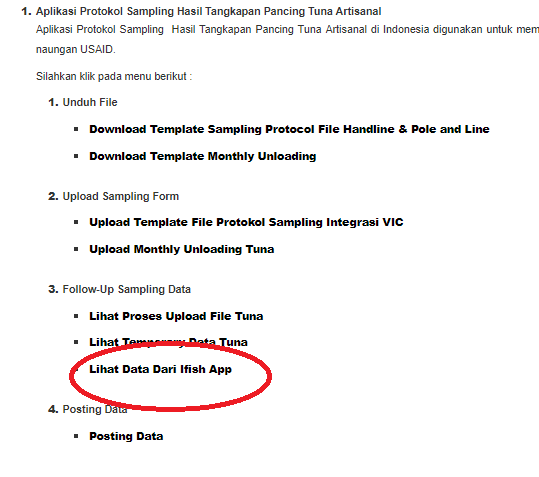 1. Aplikasi Protokol Sampling Hasil Tangkapan Pancing Tuna Artisanal
Aplikasi Protokol Sampling Hasil Tangkapan Pancing Tuna Artisanal di Indonesia digunakan untuk mem
naungan USAID.
Silahkan klik pada menu berikut :
1. Unduh File
▪ Download Template Sampling Protocol File Handline & Pole and Line
▪ Download Template Monthly Unloading
2. Upload Sampling Form
▪ Upload Template File Protokol Sampling Integrasi VIC
▪ Upload Monthly Unloading Tuna
3. Follow-Up Sampling Data
▪ Lihat Proses Upload File Tuna
▪ Lihat Temporary Data Tuna
▪ Lihat Data Dari Ifish App
4. Posting Data
▪ Posting Data